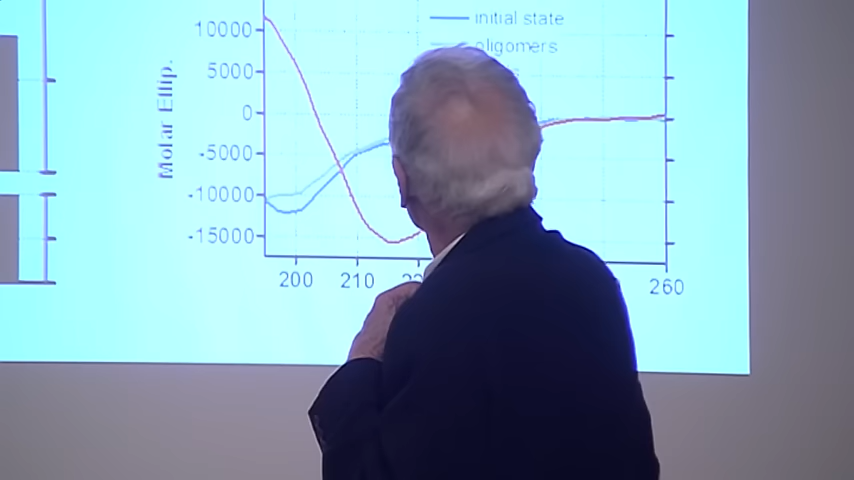 initial state
oligomers
Molar Ellip.
10000
5000
0
-5000
-10000
-15000
200 210 260